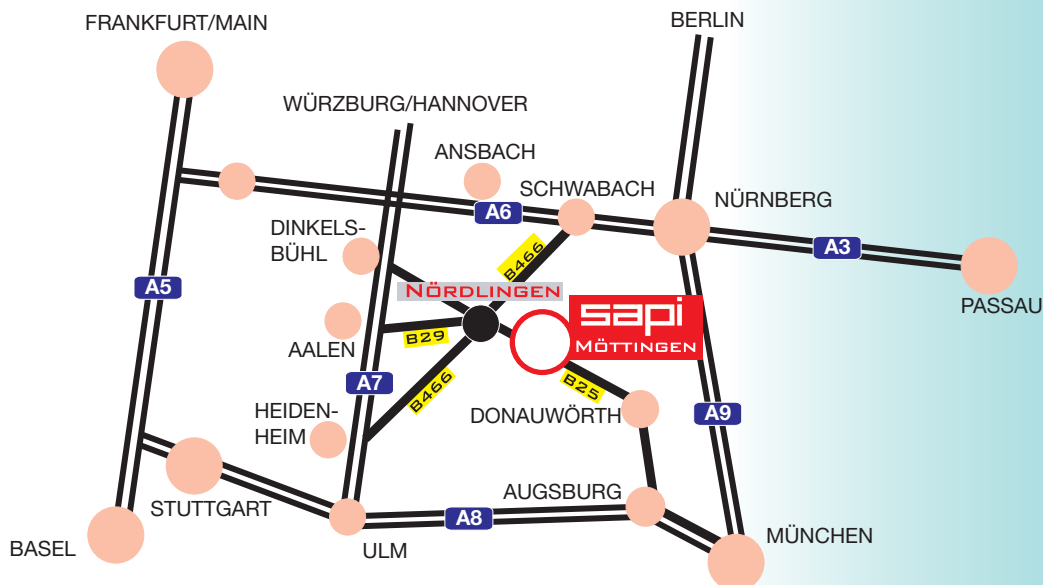 BERLIN
FRANKFURT/MAIN
WÜRZBURG/HANNOVER
ANSBACH
SCHWABACH
NÜRNBERG
A6
DINKELS-
BÜHL
A3
B466
A5
NÖRDLINGEN
PASSAU
sapi
MÖTTINGEN
B29
AALEN
A7
B466
B25
HEIDEN-
HEIM
DONAUWÖRTH
A9
AUGSBURG
STUTTGART
A8
MÜNCHEN
BASEL
ULM